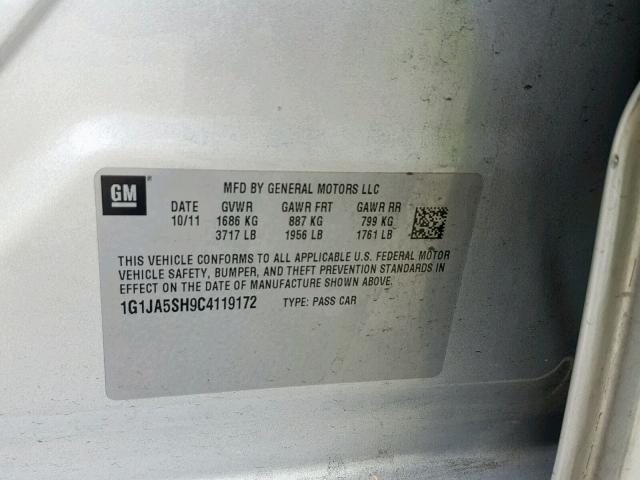 GM
MFD BY GENERAL MOTORS LLC
DATE GVWR GAWR FRT GAWR RR
10/11 1686 KG 887 KG 799 KG
3717 LB 1956 LB 1761 LB
THIS VEHICLE CONFORMS TO ALL APPLICABLE U.S. FEDERAL MOTOR
VEHICLE SAFETY, BUMPER, AND THEFT PREVENTION STANDARDS IN
EFFECT ON THE DATE OF MANUFACTURE SHOWN ABOVE.
1G1JA5SH9C4119172 TYPE: PASS CAR